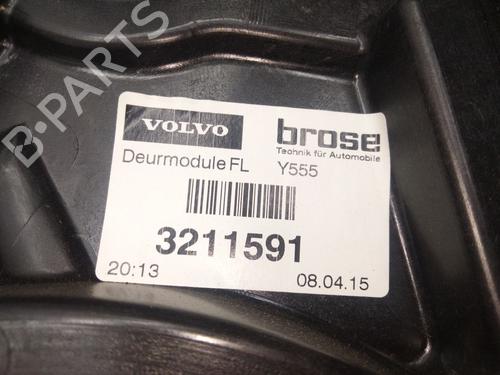 B-PARTS
VOLVO
brose
Technik für Automobile
Deurmodule FL Y555
3211591
20:13 08.04.15